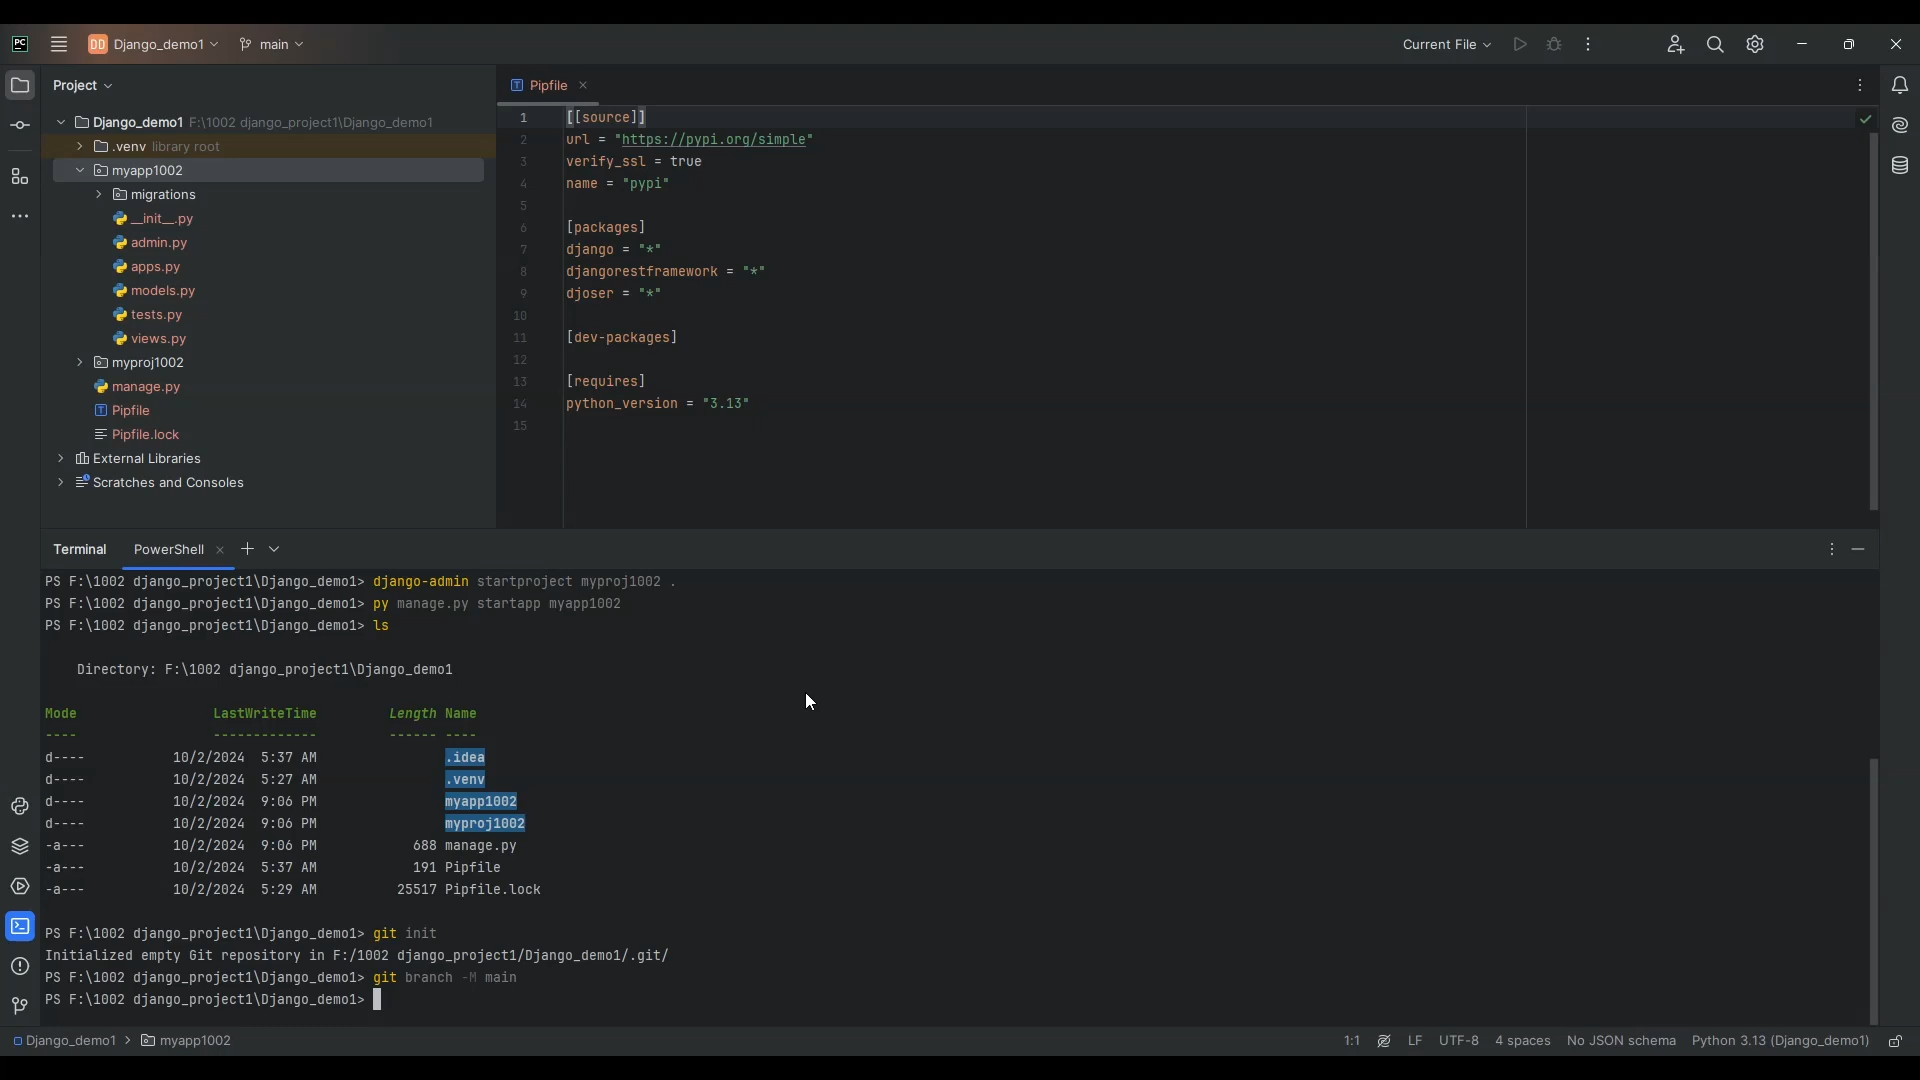 PC DD Django_demo1 main Current File
Project
Django_demo1 F:\1002 django_project1\Django_demo1
.venv library root
myapp1002
migrations
__init__.py
admin.py
apps.py
models.py
tests.py
views.py
myproj1002
manage.py
Pipfile
Pipfile.lock
External Libraries
Scratches and Consoles
Pipfile
1 [[source]]
2 url = "https://pypi.org/simple"
3 verify_ssl = true
4 name = "pypi"
5
6 [packages]
7 django = "*"
8 djangorestframework = "*"
9 djoser = "*"
10
11 [dev-packages]
12
13 [requires]
14 python_version = "3.13"
15
Terminal PowerShell
PS F:\1002 django_project1\Django_demo1> django-admin startproject myproj1002 .
PS F:\1002 django_project1\Django_demo1> py manage.py startapp myapp1002
PS F:\1002 django_project1\Django_demo1> ls
Directory: F:\1002 django_project1\Django_demo1
Mode LastWriteTime Length Name
---- ------------- ------ ----
d---- 10/2/2024 5:37 AM .idea
d---- 10/2/2024 5:27 AM .venv
d---- 10/2/2024 9:06 PM myapp1002
d---- 10/2/2024 9:06 PM myproj1002
-a--- 10/2/2024 9:06 PM 688 manage.py
-a--- 10/2/2024 5:37 AM 191 Pipfile
-a--- 10/2/2024 5:29 AM 25517 Pipfile.lock
PS F:\1002 django_project1\Django_demo1> git init
Initialized empty Git repository in F:/1002 django_project1/Django_demo1/.git/
PS F:\1002 django_project1\Django_demo1> git branch -M main
PS F:\1002 django_project1\Django_demo1>
Django_demo1 > myapp1002 1:1 LF UTF-8 4 spaces No JSON schema Python 3.13 (Django_demo1)